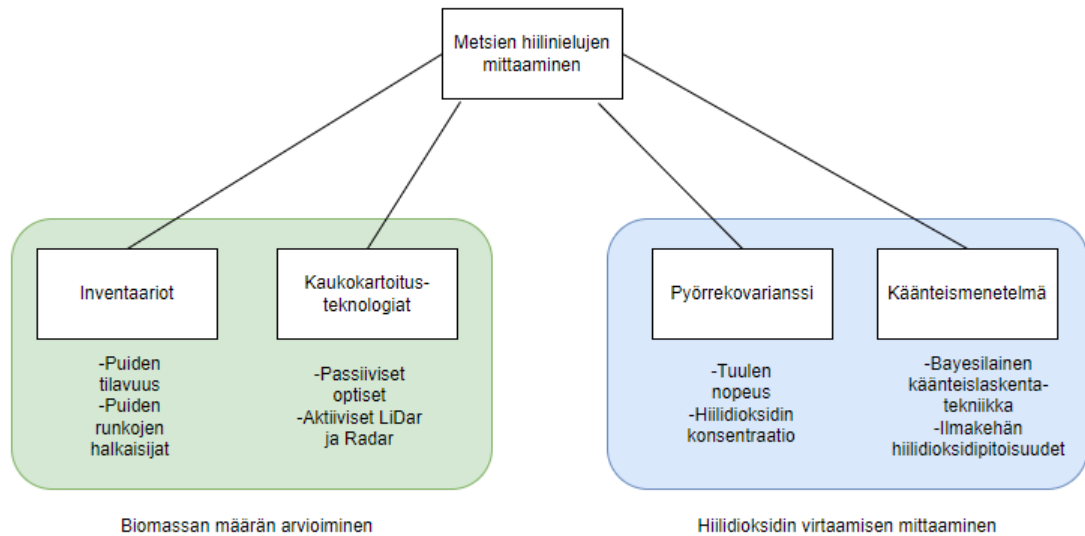 Metsien hiilinielujen
mittaaminen
Inventaariot
-Puiden
tilavuus
-Puiden
runkojen
halkaisijat
Kaukokartoitus-
teknologiat
-Passiiviset
optiset
-Aktiiviset LiDar
ja Radar
Biomassan määrän arvioiminen
Pyörrekovarianssi
-Tuulen
nopeus
-Hiilidioksidin
konsentraatio
Käänteismenetelmä
-Bayesilainen
käänteislaskenta-
tekniikka
-Ilmakehän
hiilidioksidipitoisuudet
Hiilidioksidin virtaamisen mittaaminen